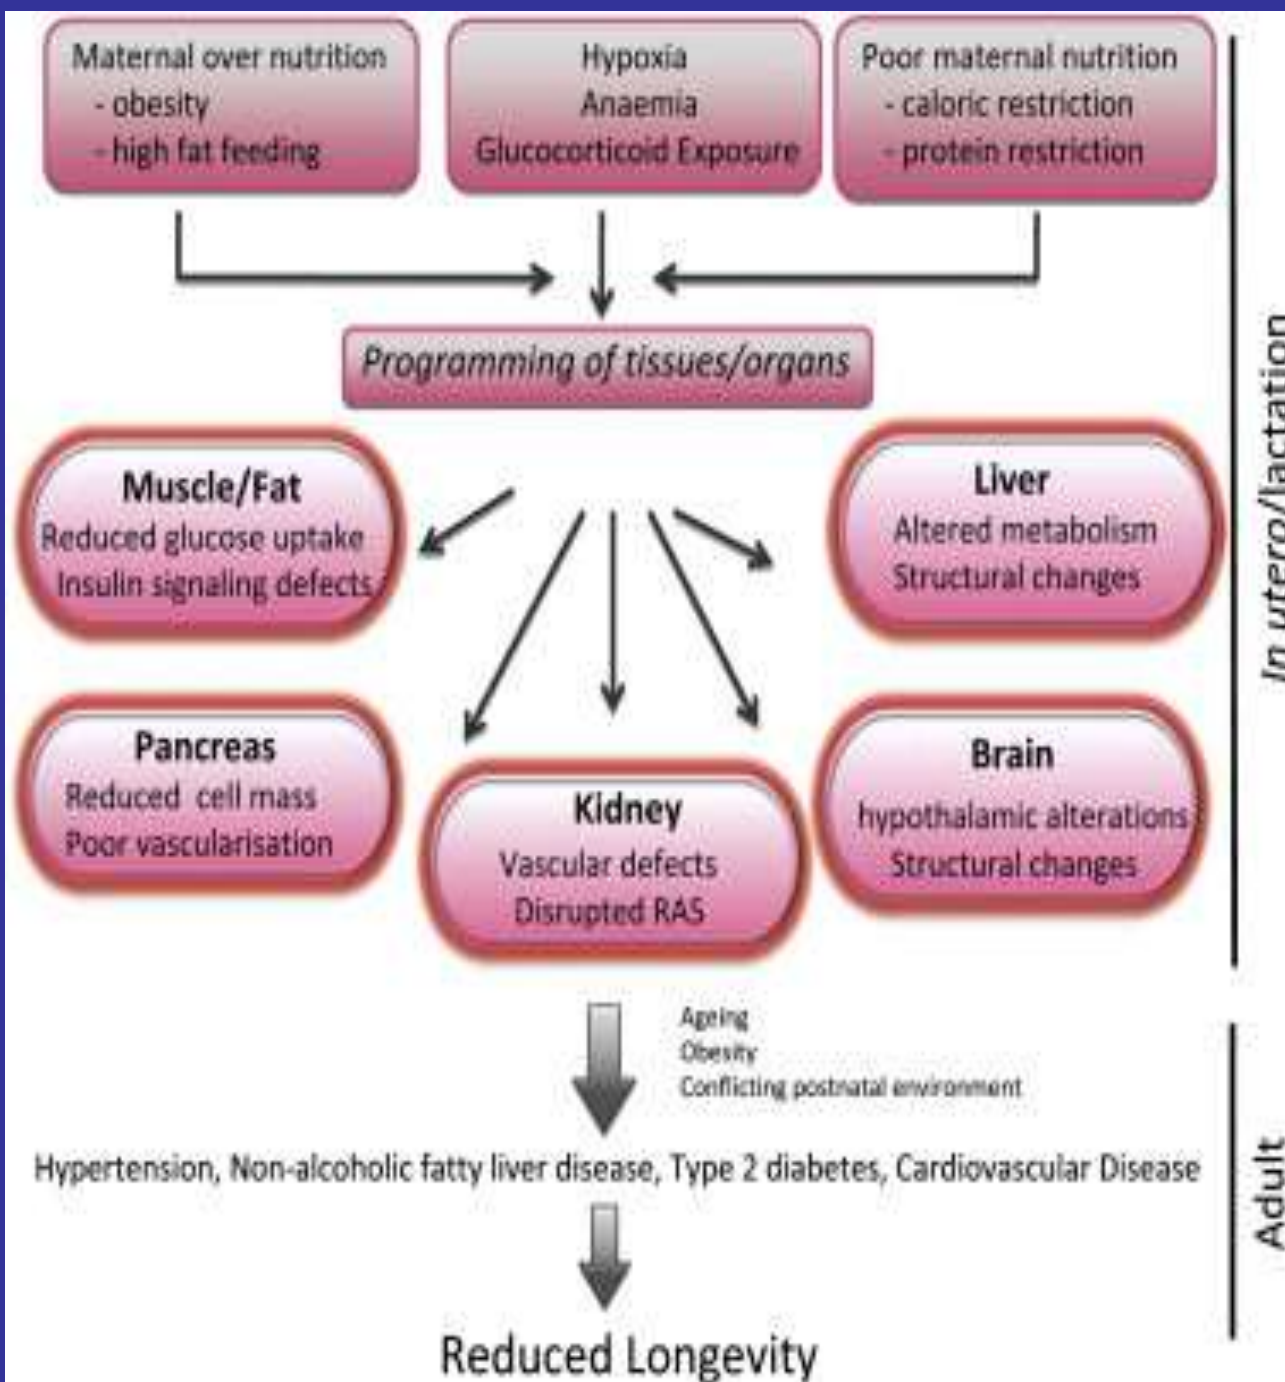 Maternal over nutrition
- obesity
- high fat feeding
Hypoxia
Anaemia
Glucocorticoid Exposure
Poor maternal nutrition
- caloric restriction
- protein restriction
Programming of tissues/organs
Muscle/Fat
Reduced glucose uptake
Insulin signaling defects
Liver
Altered metabolism
Structural changes
Pancreas
Reduced cell mass
Poor vascularisation
Kidney
Vascular defects
Disrupted RAS
Brain
hypothalamic alterations
Structural changes
In utero/lactation
Ageing
Obesity
Conflicting postnatal environment
Hypertension, Non-alcoholic fatty liver disease, Type 2 diabetes, Cardiovascular Disease
Adult
Reduced Longevity